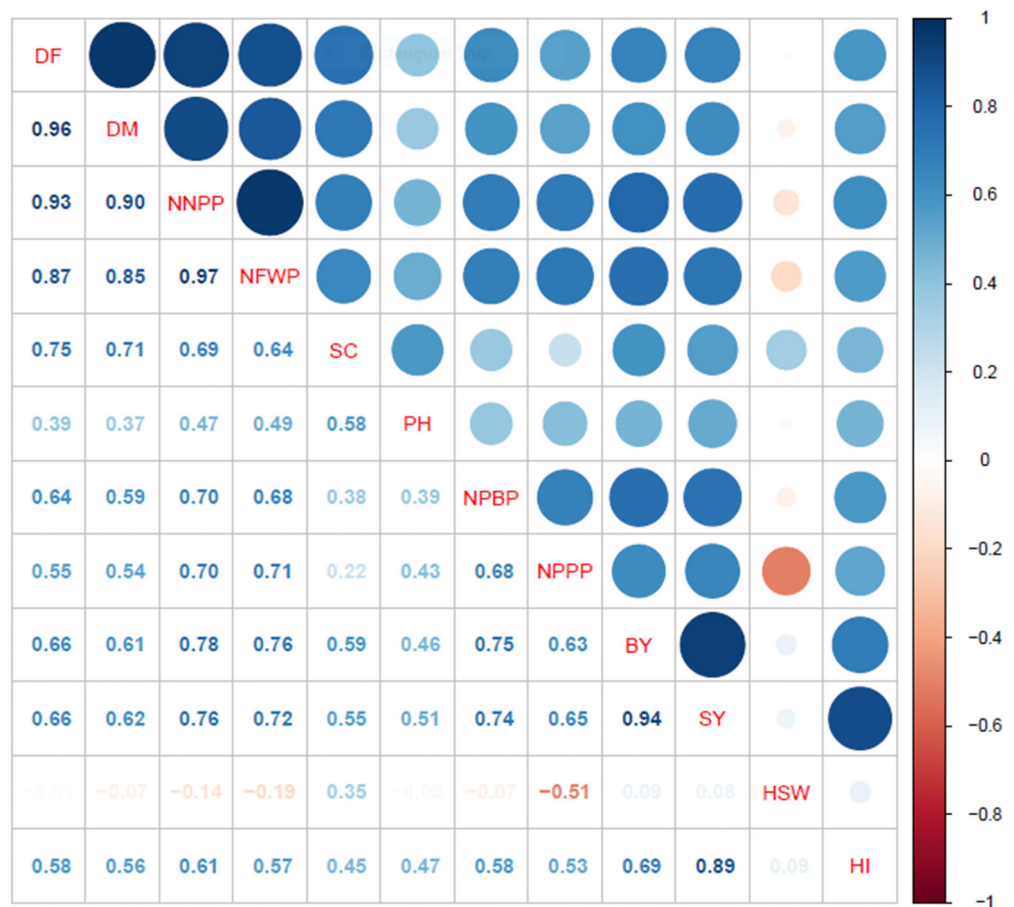 DF
0.96 DM
0.93 0.90 NNPP
0.87 0.85 0.97 NFWP
0.75 0.71 0.69 0.64 SC
0.39 0.37 0.47 0.49 0.58 PH
0.64 0.59 0.70 0.68 0.38 0.39 NPBP
0.55 0.54 0.70 0.71 0.22 0.43 0.68 NPPP
0.66 0.61 0.78 0.76 0.59 0.46 0.75 0.63 BY
0.66 0.62 0.76 0.72 0.55 0.51 0.74 0.65 0.94 SY
−0.01 −0.07 −0.14 −0.19 0.35 −0.02 −0.07 −0.51 0.09 0.08 HSW
0.58 0.56 0.61 0.57 0.45 0.47 0.58 0.53 0.69 0.89 0.09 HI
1
0.8
0.6
0.4
0.2
0
−0.2
−0.4
−0.6
−0.8
−1